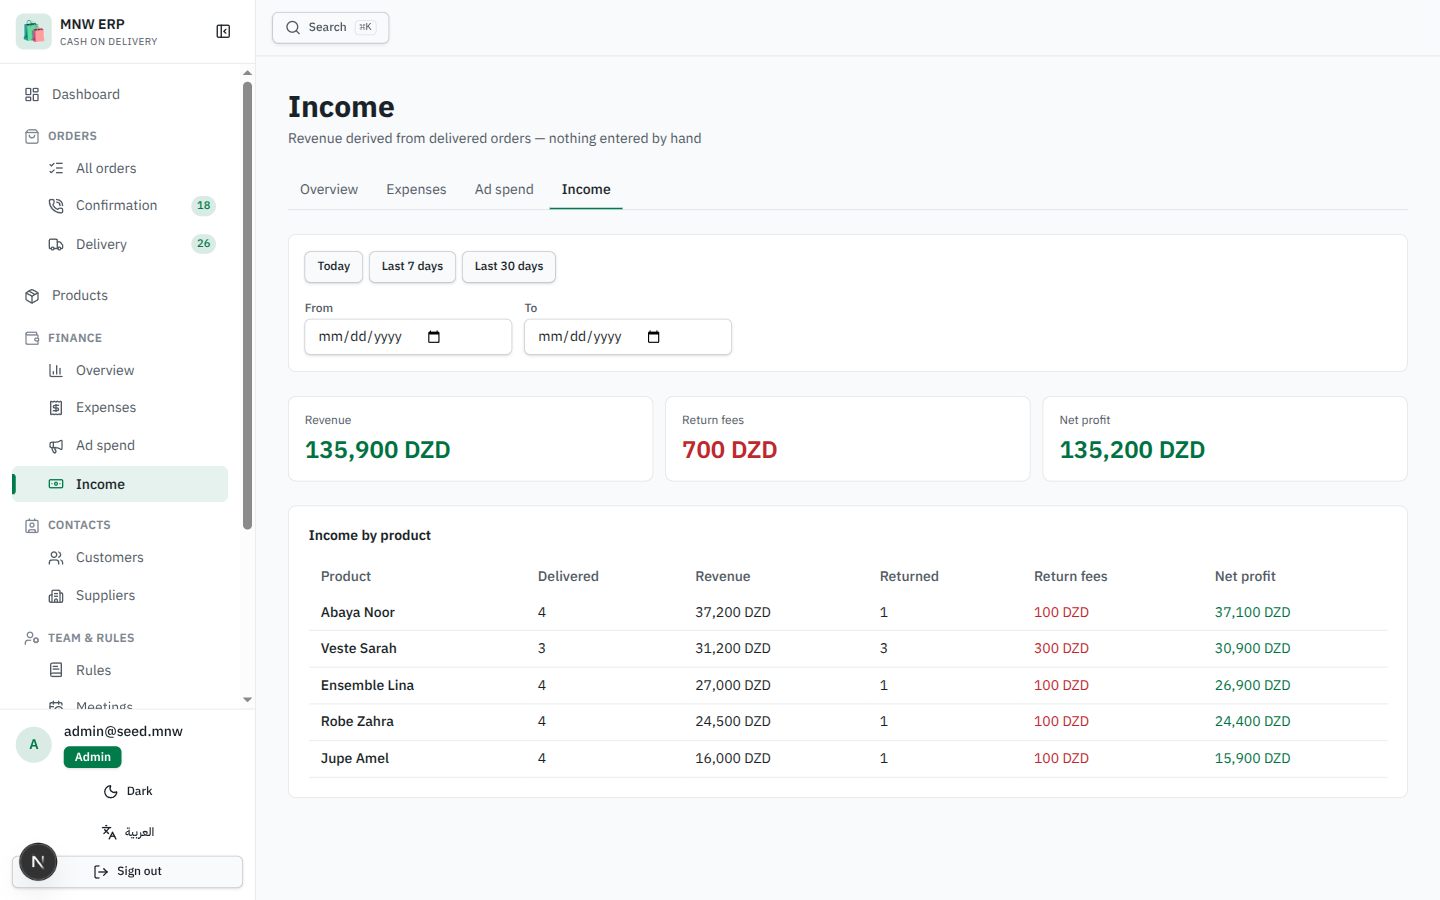 MNW ERP
CASH ON DELIVERY
Search ⌘K
Dashboard
ORDERS
All orders
Confirmation 18
Delivery 26
Products
FINANCE
Overview
Expenses
Ad spend
Income
CONTACTS
Customers
Suppliers
TEAM & RULES
Rules
Meetings
A
admin@seed.mnw
Admin
Dark
العربية
N
Sign out
Income
Revenue derived from delivered orders — nothing entered by hand
Overview Expenses Ad spend Income
Today Last 7 days Last 30 days
From To
mm/dd/yyyy mm/dd/yyyy
Revenue Return fees Net profit
135,900 DZD 700 DZD 135,200 DZD
Income by product
Product Delivered Revenue Returned Return fees Net profit
Abaya Noor 4 37,200 DZD 1 100 DZD 37,100 DZD
Veste Sarah 3 31,200 DZD 3 300 DZD 30,900 DZD
Ensemble Lina 4 27,000 DZD 1 100 DZD 26,900 DZD
Robe Zahra 4 24,500 DZD 1 100 DZD 24,400 DZD
Jupe Amel 4 16,000 DZD 1 100 DZD 15,900 DZD